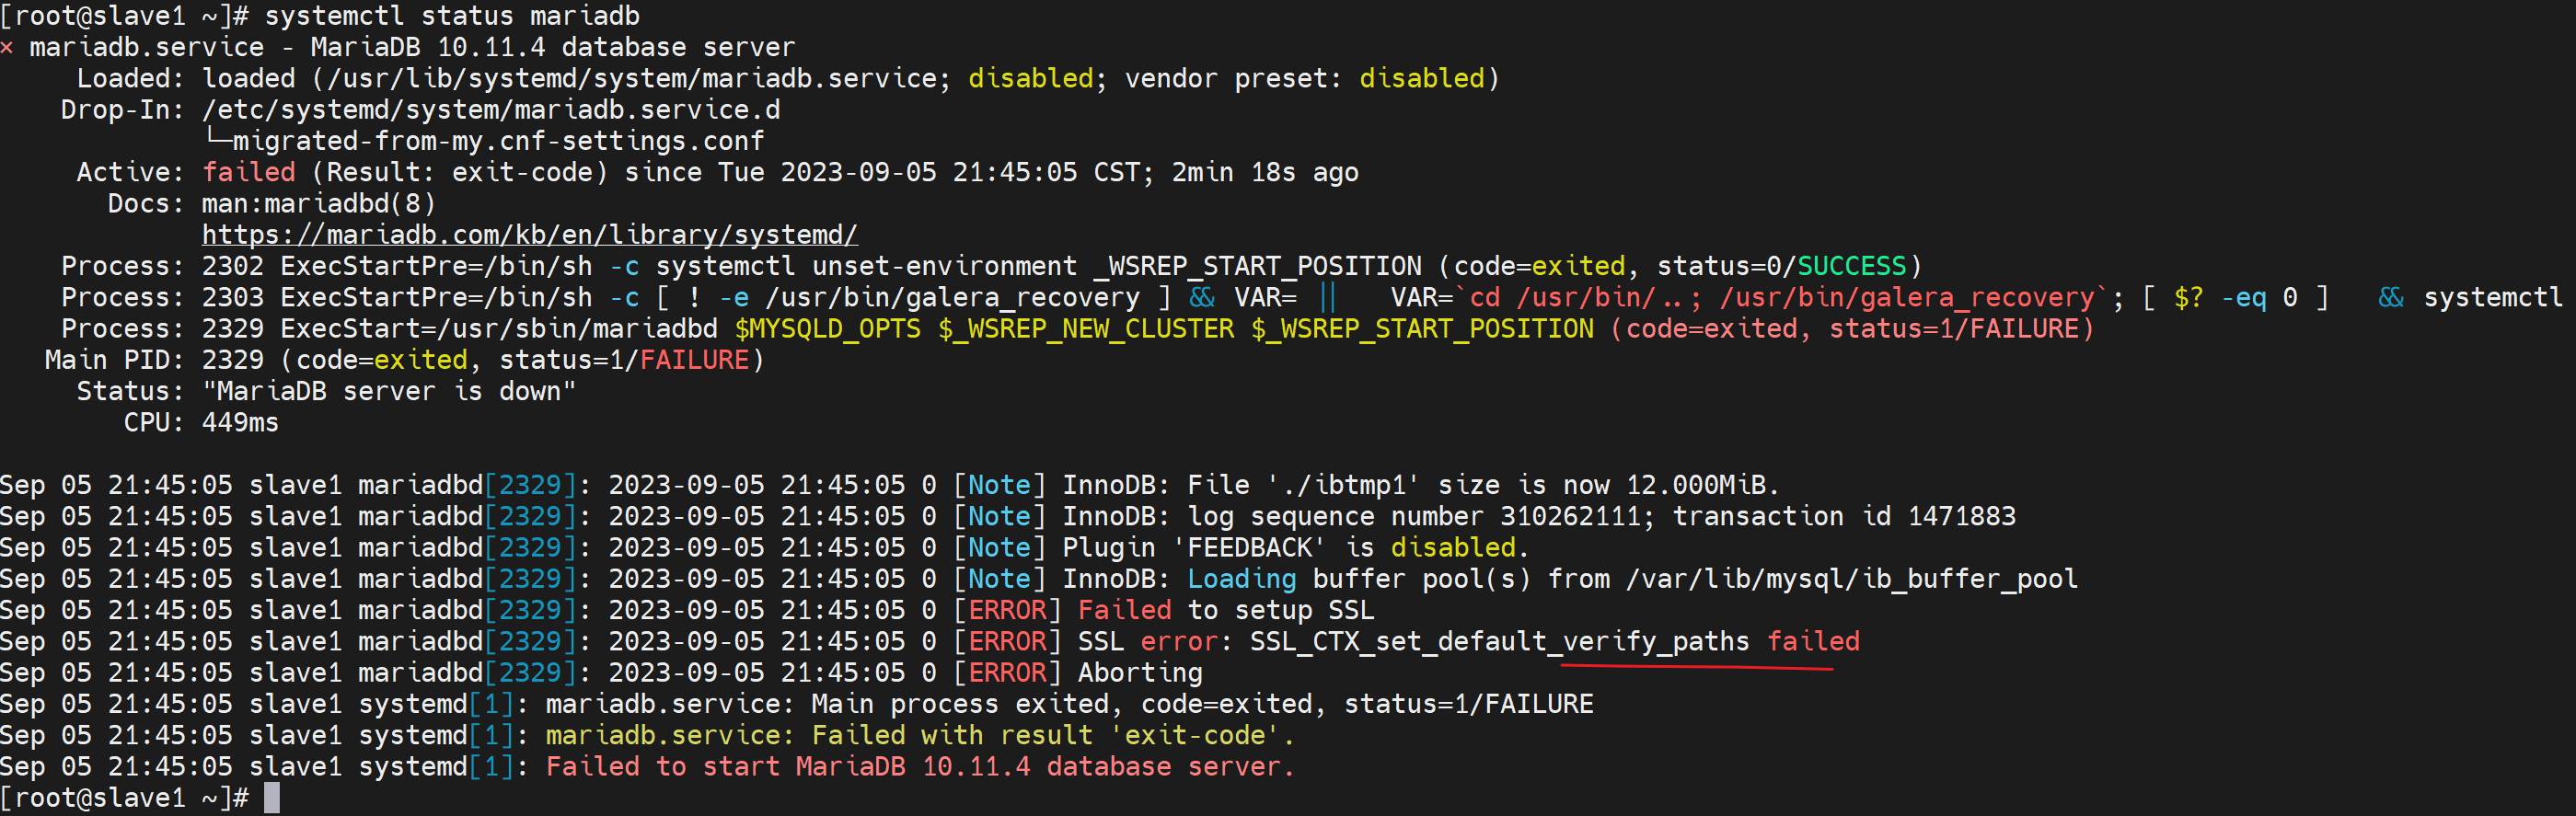 [root@slave1 ~]# systemctl status mariadb
× mariadb.service - MariaDB 10.11.4 database server
Loaded: loaded (/usr/lib/systemd/system/mariadb.service; disabled; vendor preset: disabled)
Drop-In: /etc/systemd/system/mariadb.service.d
└─migrated-from-my.cnf-settings.conf
Active: failed (Result: exit-code) since Tue 2023-09-05 21:45:05 CST; 2min 18s ago
Docs: man:mariadbd(8)
https://mariadb.com/kb/en/library/systemd/
Process: 2302 ExecStartPre=/bin/sh -c systemctl unset-environment _WSREP_START_POSITION (code=exited, status=0/SUCCESS)
Process: 2303 ExecStartPre=/bin/sh -c [ ! -e /usr/bin/galera_recovery ] && VAR= || VAR=`cd /usr/bin/..; /usr/bin/galera_recovery`; [ $? -eq 0 ] && systemctl
Process: 2329 ExecStart=/usr/sbin/mariadbd $MYSQLD_OPTS $_WSREP_NEW_CLUSTER $_WSREP_START_POSITION (code=exited, status=1/FAILURE)
Main PID: 2329 (code=exited, status=1/FAILURE)
Status: "MariaDB server is down"
CPU: 449ms
Sep 05 21:45:05 slave1 mariadbd[2329]: 2023-09-05 21:45:05 0 [Note] InnoDB: File './ibtmp1' size is now 12.000MiB.
Sep 05 21:45:05 slave1 mariadbd[2329]: 2023-09-05 21:45:05 0 [Note] InnoDB: log sequence number 310262111; transaction id 1471883
Sep 05 21:45:05 slave1 mariadbd[2329]: 2023-09-05 21:45:05 0 [Note] Plugin 'FEEDBACK' is disabled.
Sep 05 21:45:05 slave1 mariadbd[2329]: 2023-09-05 21:45:05 0 [Note] InnoDB: Loading buffer pool(s) from /var/lib/mysql/ib_buffer_pool
Sep 05 21:45:05 slave1 mariadbd[2329]: 2023-09-05 21:45:05 0 [ERROR] Failed to setup SSL
Sep 05 21:45:05 slave1 mariadbd[2329]: 2023-09-05 21:45:05 0 [ERROR] SSL error: SSL_CTX_set_default_verify_paths failed
Sep 05 21:45:05 slave1 mariadbd[2329]: 2023-09-05 21:45:05 0 [ERROR] Aborting
Sep 05 21:45:05 slave1 systemd[1]: mariadb.service: Main process exited, code=exited, status=1/FAILURE
Sep 05 21:45:05 slave1 systemd[1]: mariadb.service: Failed with result 'exit-code'.
Sep 05 21:45:05 slave1 systemd[1]: Failed to start MariaDB 10.11.4 database server.
[root@slave1 ~]#